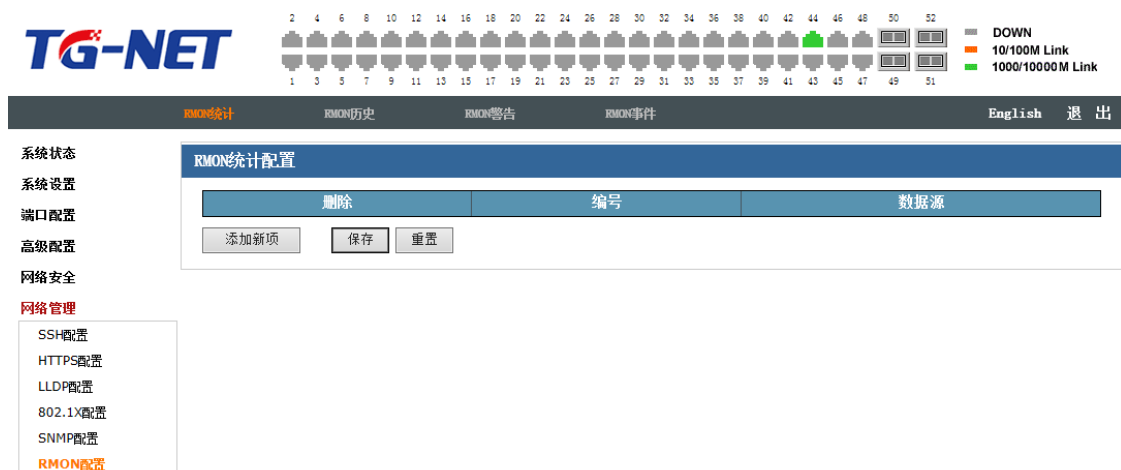 TG-NET
2 4 6 8 10 12 14 16 18 20 22 24 26 28 30 32 34 36 38 40 42 44 46 48 50 52
1 3 5 7 9 11 13 15 17 19 21 23 25 27 29 31 33 35 37 39 41 43 45 47 49 51
DOWN
10/100M Link
1000/10000M Link
RMON统计 RMON历史 RMON警告 RMON事件 English 退 出
系统状态
系统设置
端口配置
高级配置
网络安全
网络管理
SSH配置
HTTPS配置
LLDP配置
802.1X配置
SNMP配置
RMON配置
RMON统计配置
删除 编号 数据源
添加新项 保存 重置